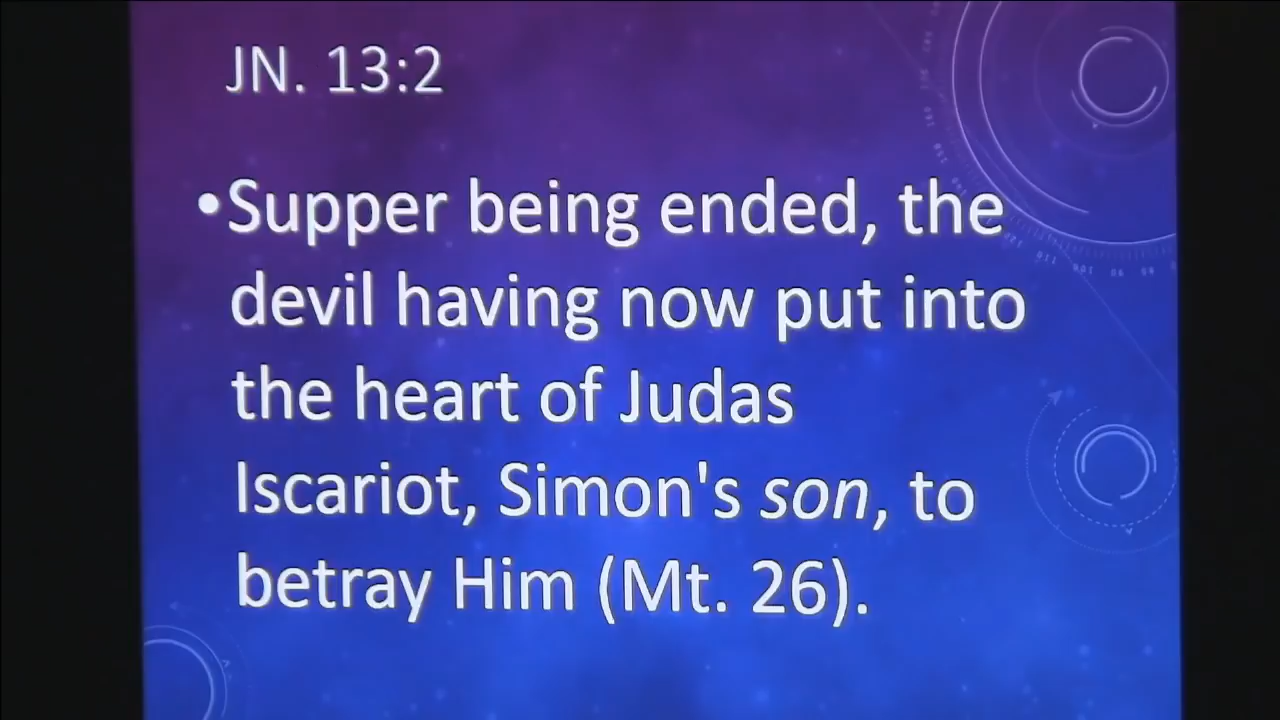 JN. 13:2
•Supper being ended, the
devil having now put into
the heart of Judas
Iscariot, Simon's son, to
betray Him (Mt. 26).